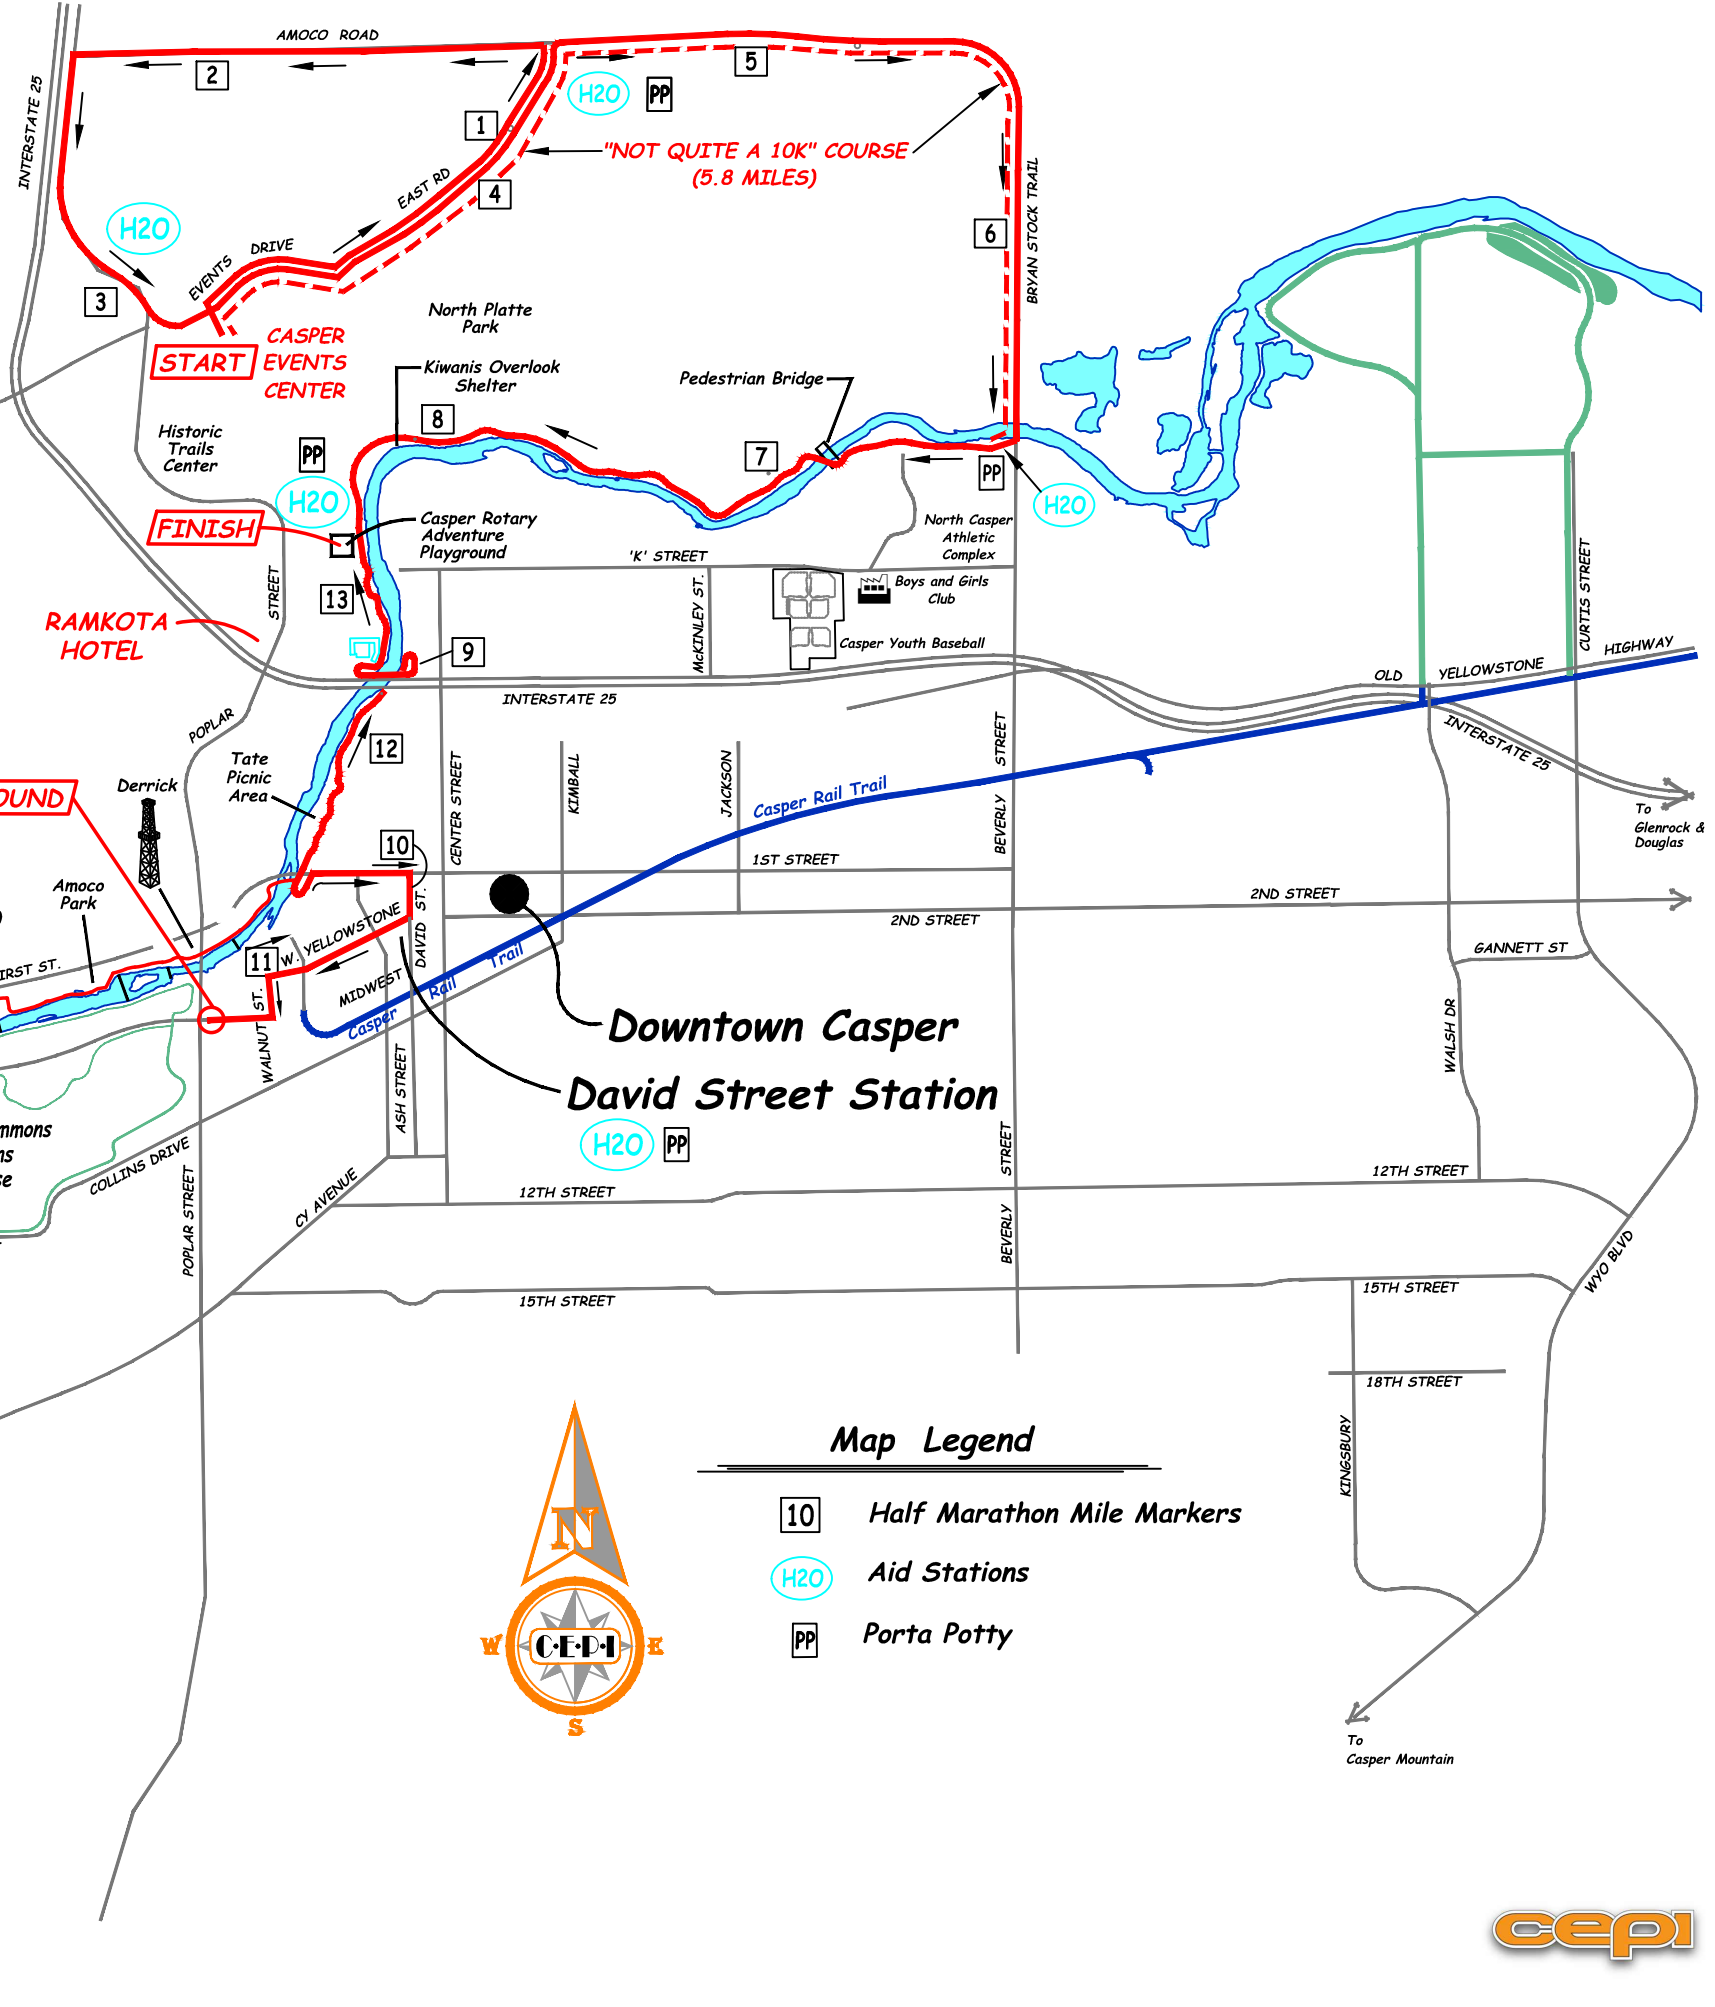 AMOCO ROAD
INTERSTATE 25
2
1
5
H2O
PP
"NOT QUITE A 10K" COURSE
(5.8 MILES)
EAST RD
4
H2O
EVENTS
DRIVE
3
6
BRYAN STOCK TRAIL
START
CASPER
EVENTS
CENTER
North Platte
Park
Kiwanis Overlook
Shelter
Pedestrian Bridge
8
7
Historic
Trails
Center
PP
H2O
PP
H2O
FINISH
Casper Rotary
Adventure
Playground
North Casper
Athletic
Complex
'K' STREET
Boys and Girls
Club
Casper Youth Baseball
McKINLEY ST.
13
STREET
RAMKOTA
HOTEL
9
CURTIS STREET
OLD
YELLOWSTONE
HIGHWAY
INTERSTATE 25
INTERSTATE 25
POPLAR
12
Tate
Picnic
Area
OUND
Derrick
CENTER STREET
KIMBALL
JACKSON
BEVERLY
STREET
Casper Rail Trail
To
Glenrock &
Douglas
10
1ST STREET
2ND STREET
2ND STREET
Amoco
Park
DAVID ST.
W. YELLOWSTONE
11
IRST ST.
MIDWEST
Casper
Rail
Trail
WALNUT ST.
GANNETT ST
WALSH DR
Downtown Casper
David Street Station
H2O
PP
ASH STREET
mmons
ns
se
COLLINS DRIVE
POPLAR STREET
CY AVENUE
BEVERLY
STREET
12TH STREET
12TH STREET
15TH STREET
15TH STREET
WYO BLVD
18TH STREET
KINGSBURY
Map Legend
10
Half Marathon Mile Markers
H2O
Aid Stations
PP
Porta Potty
N
W
C·E·P·I
E
S
To
Casper Mountain
cepi